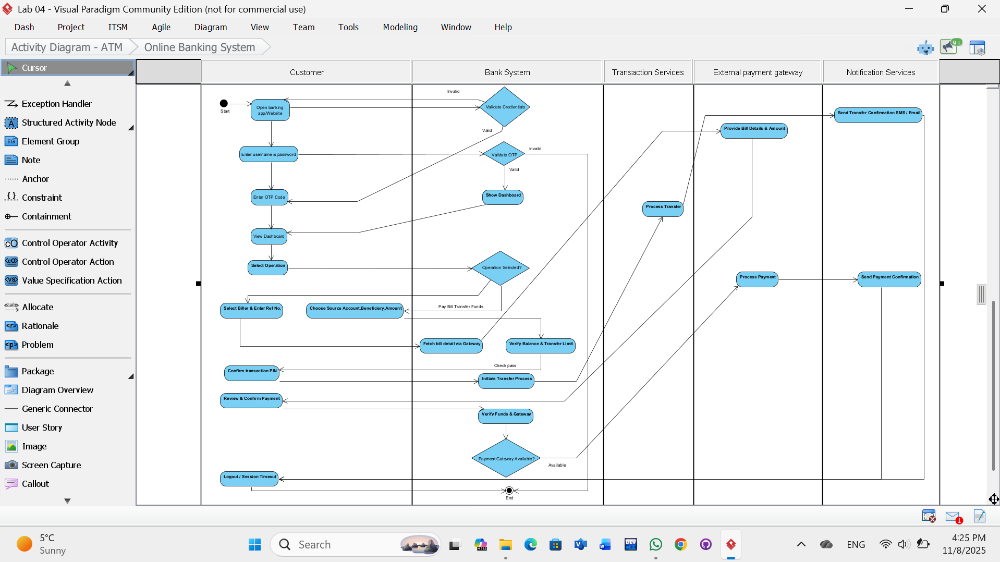 Lab 04 - Visual Paradigm Community Edition (not for commercial use)
Dash Project ITSM Agile Diagram View Team Tools Modeling Window Help
Activity Diagram - ATM
Online Banking System
9+
Cursor
Exception Handler
Structured Activity Node
Element Group
Note
Anchor
Constraint
Containment
Control Operator Activity
Control Operator Action
Value Specification Action
Allocate
Rationale
Problem
Package
Diagram Overview
Generic Connector
User Story
Image
Screen Capture
Callout
Customer
Bank System
Transaction Services
External payment gateway
Notification Services
Start
Open banking
app/Website
Invalid
Validate Credentials
Valid
Send Transfer Confirmation SMS / Email
Provide Bill Details & Amount
Enter username & password
Validate OTP
Invalid
Valid
Enter OTP Code
Show Dashboard
Process Transfer
View Dashboard
Select Operation
Operation Selected?
Process Payment
Send Payment Confirmation
Select Biller & Enter Ref No.
Choose Source Account,Beneficiery,Amount
Pay Bill Transfer Funds
Fetch bill detail via Gateway
Verify Balance & Transfer Limit
Check pass
Confirm transaction PIN
Initiate Transfer Process
Review & Confirm Payment
Verify Funds & Gateway
Payment Gateway Available?
Available
Logout / Session Timeout
End
1
5°C
Sunny
Search
M365
DEV
ENG
4:25 PM
11/8/2025